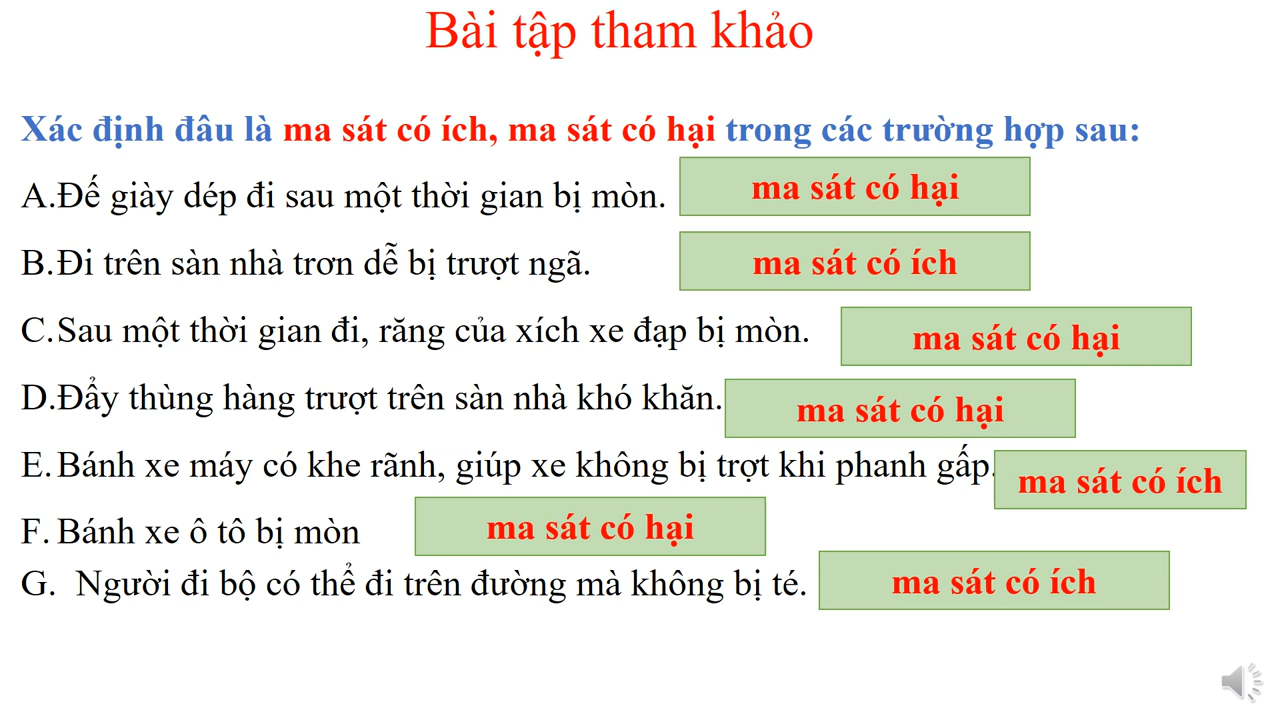 Bài tập tham khảo
Xác định đâu là ma sát có ích, ma sát có hại trong các trường hợp sau:
A.Đế giày dép đi sau một thời gian bị mòn. ma sát có hại
B.Đi trên sàn nhà trơn dễ bị trượt ngã. ma sát có ích
C.Sau một thời gian đi, răng của xích xe đạp bị mòn. ma sát có hại
D.Đẩy thùng hàng trượt trên sàn nhà khó khăn. ma sát có hại
E.Bánh xe máy có khe rãnh, giúp xe không bị trợt khi phanh gấp. ma sát có ích
F. Bánh xe ô tô bị mòn ma sát có hại
G. Người đi bộ có thể đi trên đường mà không bị té. ma sát có ích